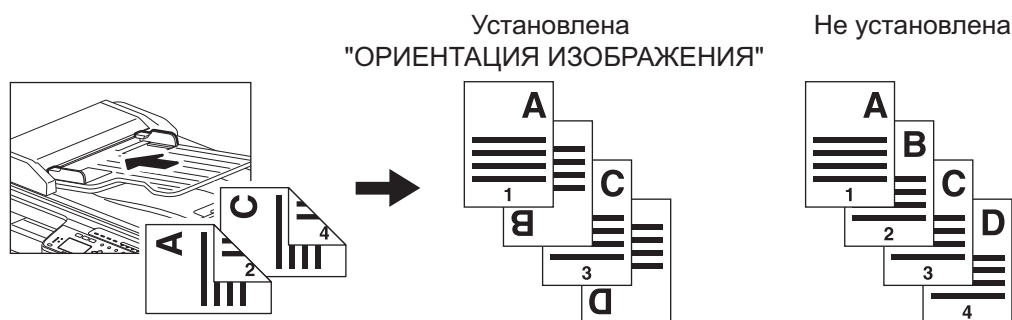 Установлена
"ОРИЕНТАЦИЯ ИЗОБРАЖЕНИЯ"
Не установлена
A
2
C
4
A
1
B
C
3
D
A
1
B
2
C
3
D
4